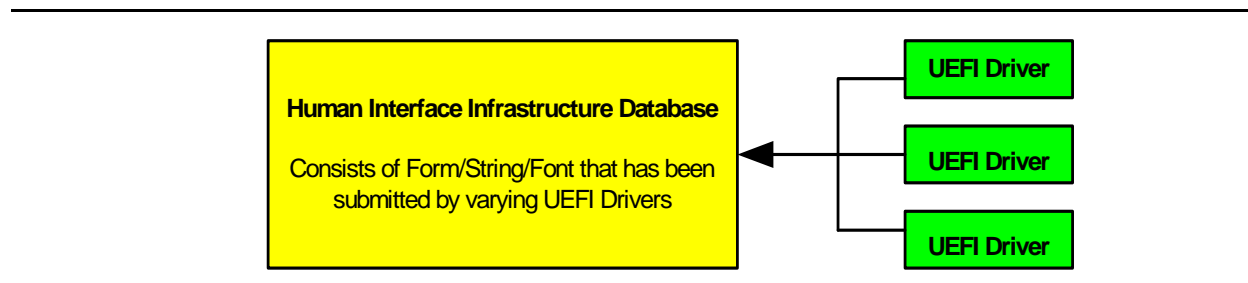 Human Interface Infrastructure Database
Consists of Form/String/Font that has been
submitted by varying UEFI Drivers
UEFI Driver
UEFI Driver
UEFI Driver